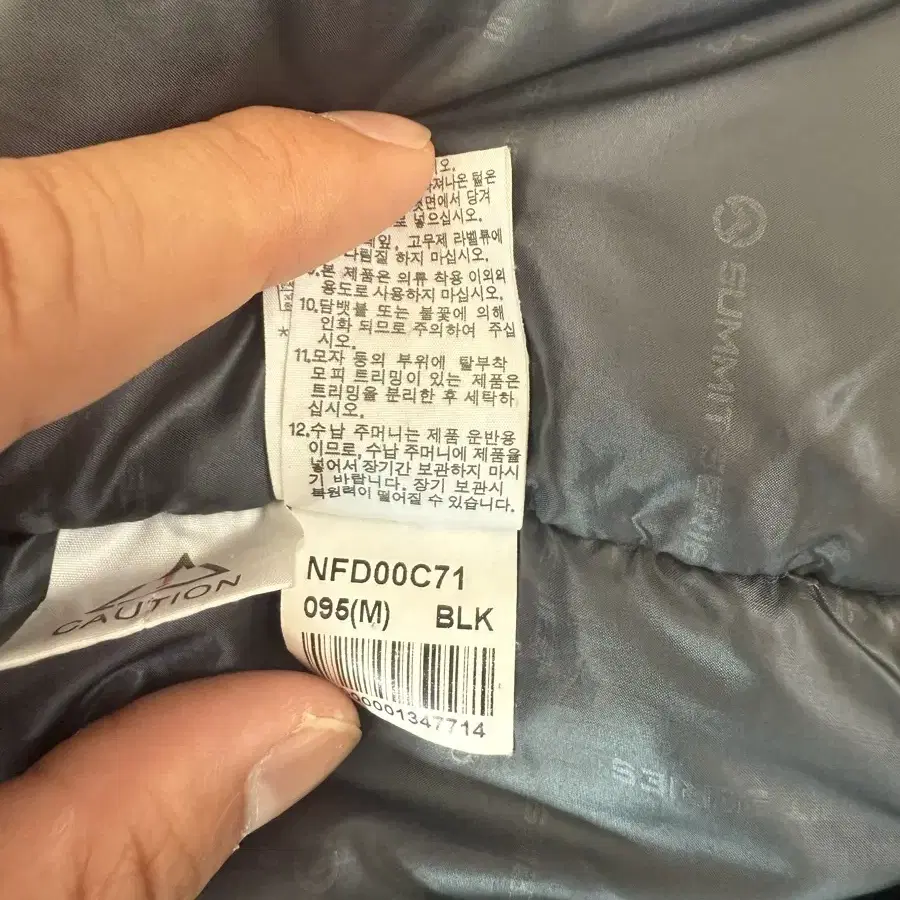 오.
져나온 털은
면에서 당겨
로 넣으십시오.
고무제 라벨류에
다림질 하지 마십시오.
9.본 제품은 의류 착용 이외의
용도로 사용하지 마십시오.
10.담뱃불 또는 불꽃에 의해
인화 되므로 주의하여 주십
시오.
11.모자 등의 부위에 탈부착
모피 트리밍이 있는 제품은
트리밍을 분리한 후 세탁하
십시오.
12.수납 주머니는 제품 운반용
이므로, 수납 주머니에 제품을
넣어서 장기간 보관하지 마시
기 바랍니다. 장기 보관시
복원력이 떨어질 수 있습니다.
*
CAUTION
NFD00C71
095(M) BLK
00001347714
SUMMIT SERIES